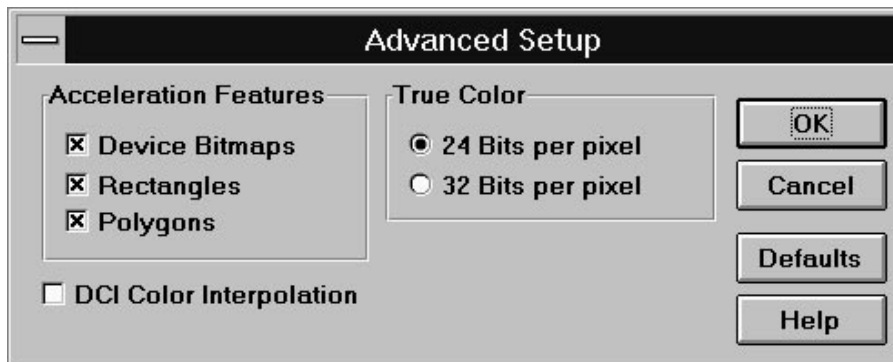 Advanced Setup
Acceleration Features
Device Bitmaps
Rectangles
Polygons
True Color
24 Bits per pixel
32 Bits per pixel
DCI Color Interpolation
OK
Cancel
Defaults
Help